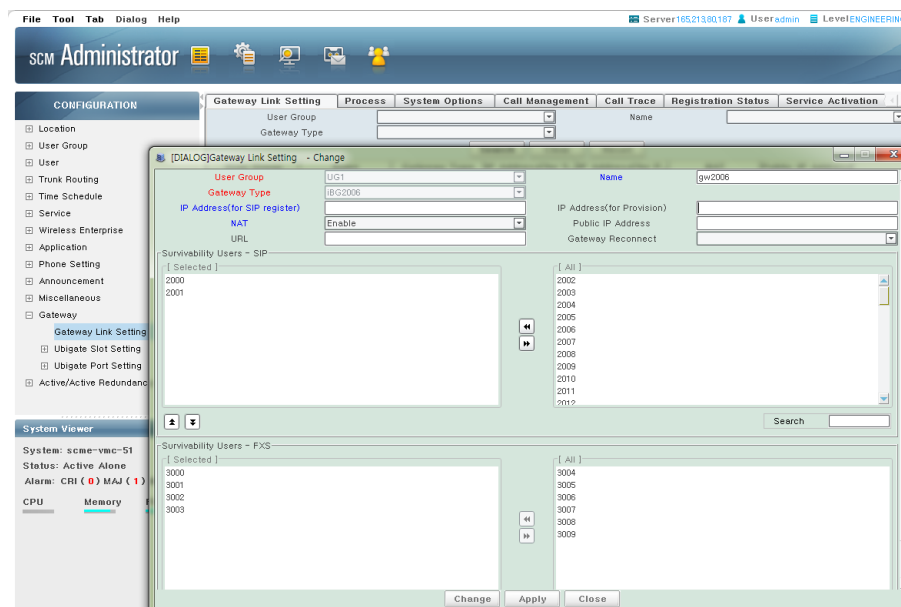 File Tool Tab Dialog Help
Server165,213,80,187 User admin Level ENGINEERING
SCM Administrator
CONFIGURATION
Gateway Link Setting Process System Options Call Management Call Trace Registration Status Service Activation
User Group Name
Gateway Type
Location
User Group
User
Trunk Routing
Time Schedule
Service
Wireless Enterprise
Application
Phone Setting
Announcement
Miscellaneous
Gateway
Gateway Link Setting
Ubigate Slot Setting
Ubigate Port Setting
Active/Active Redundanc
System Viewer
System: scme-vmc-51
Status: Active Alone
Alarm: CRI ( 0 ) MAJ ( 1 )
CPU Memory
[DIALOG]Gateway Link Setting - Change
User Group UG1 Name gw2006
Gateway Type iBG2006
IP Address(for SIP register) IP Address(for Provision)
NAT Enable Public IP Address
URL Gateway Reconnect
Survivability Users - SIP
[ Selected ] [ All ]
2000 2002
2001 2003
2004
2005
2006
2007
2008
2009
2010
2011
2012
Search
Survivability Users - FXS
[ Selected ] [ All ]
3000 3004
3001 3005
3002 3006
3003 3007
3008
3009
Change Apply Close